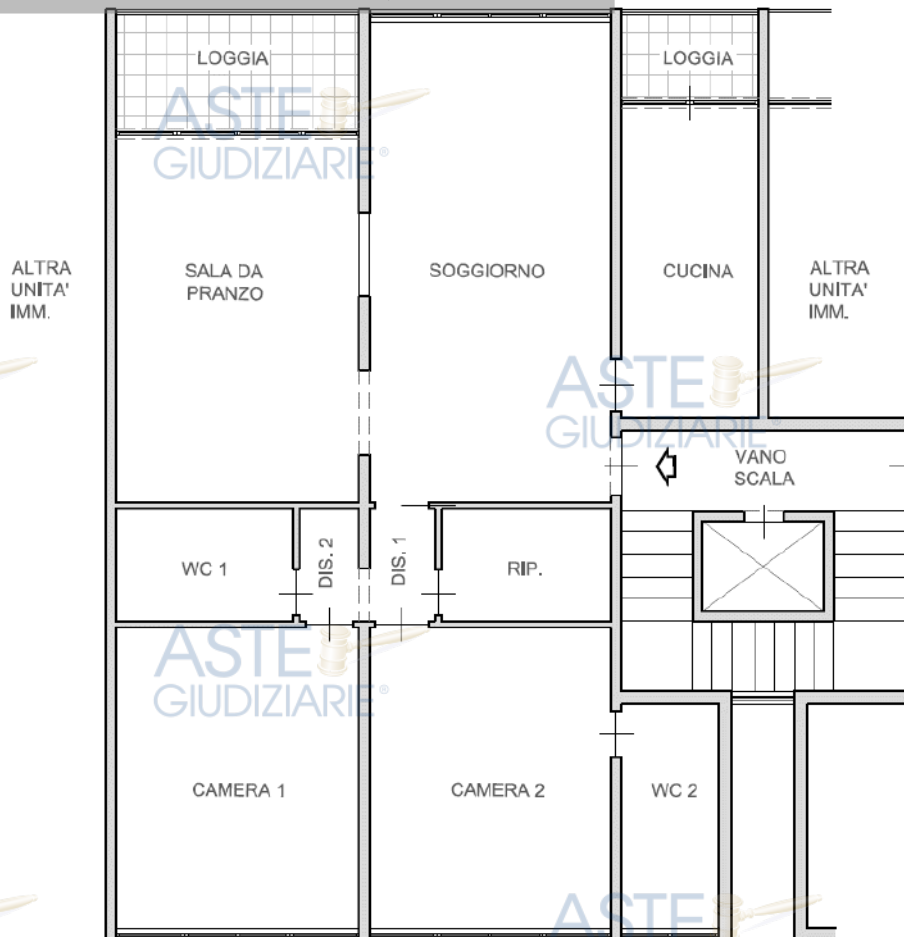 LOGGIA
LOGGIA
ASTE
GIUDIZIARIE®
ALTRA
UNITA'
IMM.
SALA DA
PRANZO
SOGGIORNO
CUCINA
ALTRA
UNITA'
IMM.
ASTE
GIUDIZIARIE®
VANO
SCALA
WC 1
DIS. 2
DIS. 1
RIP.
ASTE
GIUDIZIARIE®
CAMERA 1
CAMERA 2
WC 2
ASTE